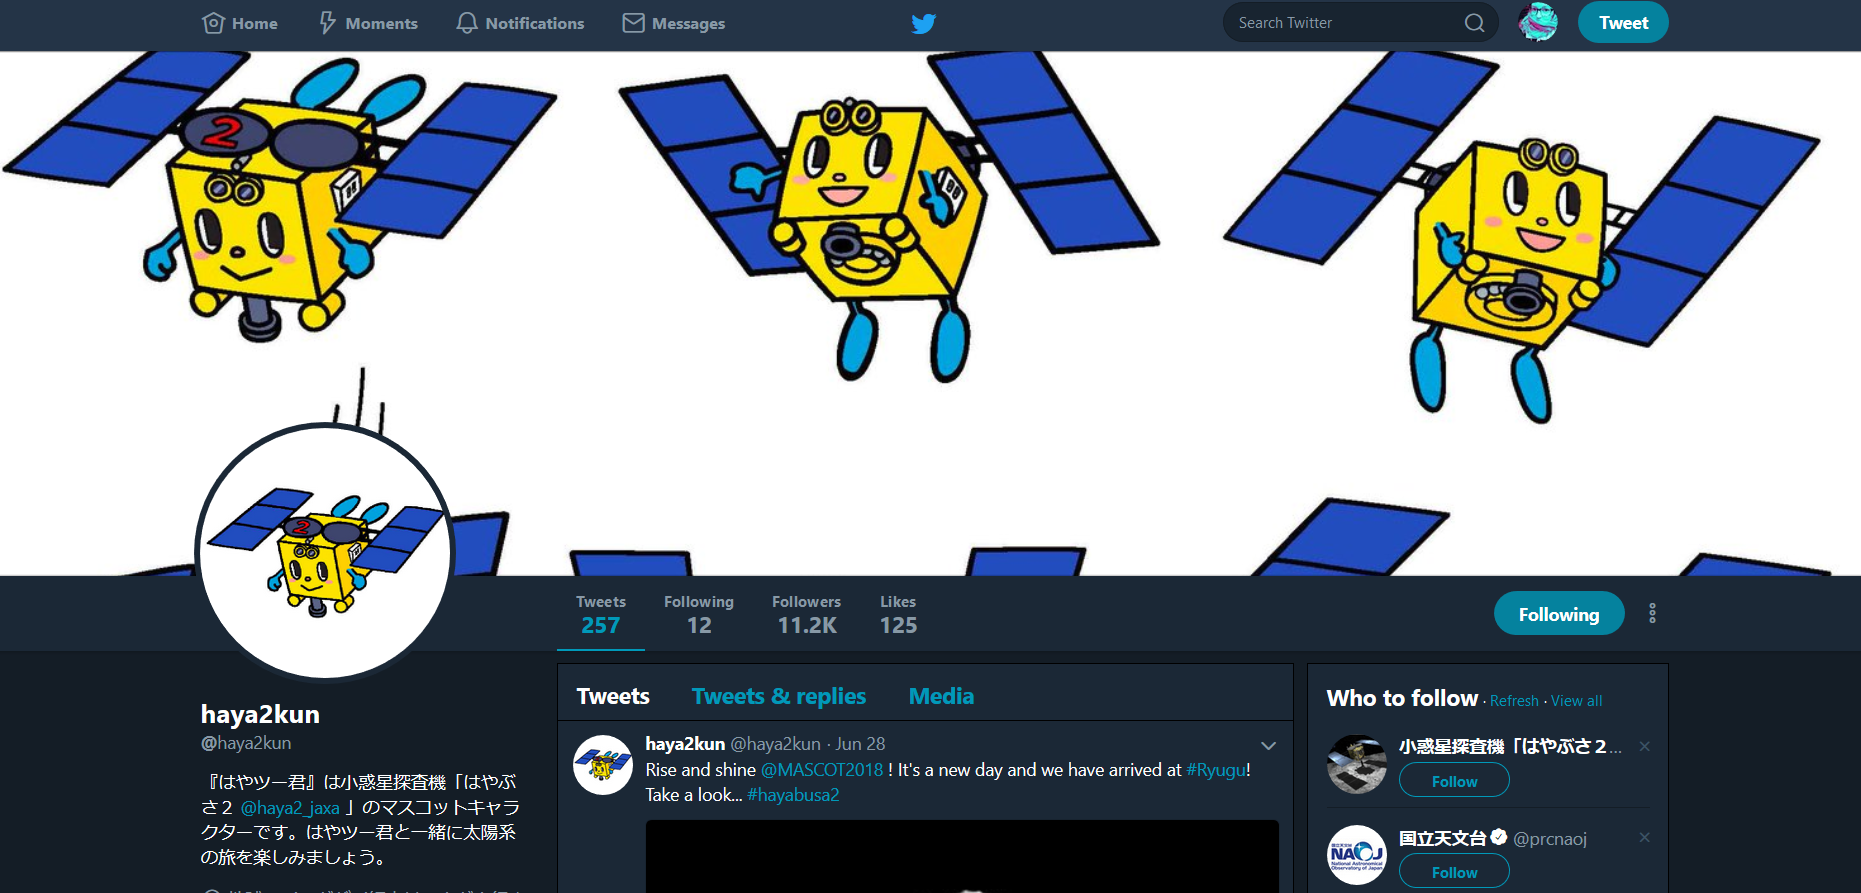 Home Moments Notifications Messages Search Twitter Tweet
2
2
Tweets Following Followers Likes
257 12 11.2K 125
Following
haya2kun
@haya2kun
『はやツー君』は小惑星探査機「はやぶ
さ２ @haya2_jaxa 」のマスコットキャラ
クターです。はやツー君と一緒に太陽系
の旅を楽しみましょう。
Tweets Tweets & replies Media
haya2kun @haya2kun · Jun 28
Rise and shine @MASCOT2018 ! It's a new day and we have arrived at #Ryugu!
Take a look... #hayabusa2
Who to follow · Refresh · View all
小惑星探査機「はやぶさ２...
Follow
国立天文台 @prcnaoj
NAOJ
National Astronomical
Observatory of Japan
Follow